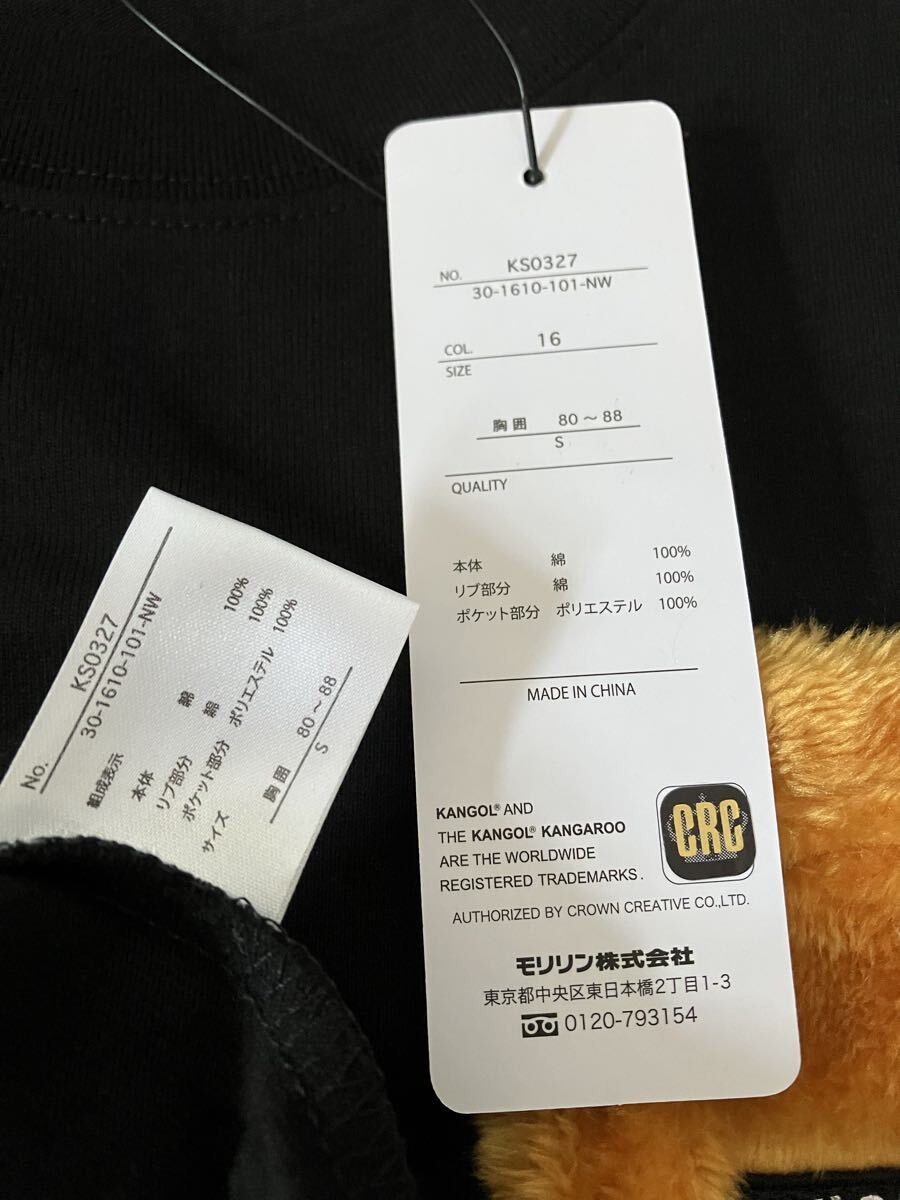 NO. KS0327
30-1610-101-NW
COL. 16
SIZE
胸囲 80～88
S
QUALITY
本体 綿 100%
リブ部分 綿 100%
ポケット部分 ポリエステル 100%
MADE IN CHINA
KANGOL® AND
THE KANGOL® KANGAROO
ARE THE WORLDWIDE
REGISTERED TRADEMARKS.
CRC
AUTHORIZED BY CROWN CREATIVE CO.,LTD.
モリリン株式会社
東京都中央区東日本橋2丁目1-3
0120-793154
No. KS0327
30-1610-101-NW
組成表示
本体 綿 100%
リブ部分 綿 100%
ポケット部分 ポリエステル 100%
サイズ
胸囲 80～88
S